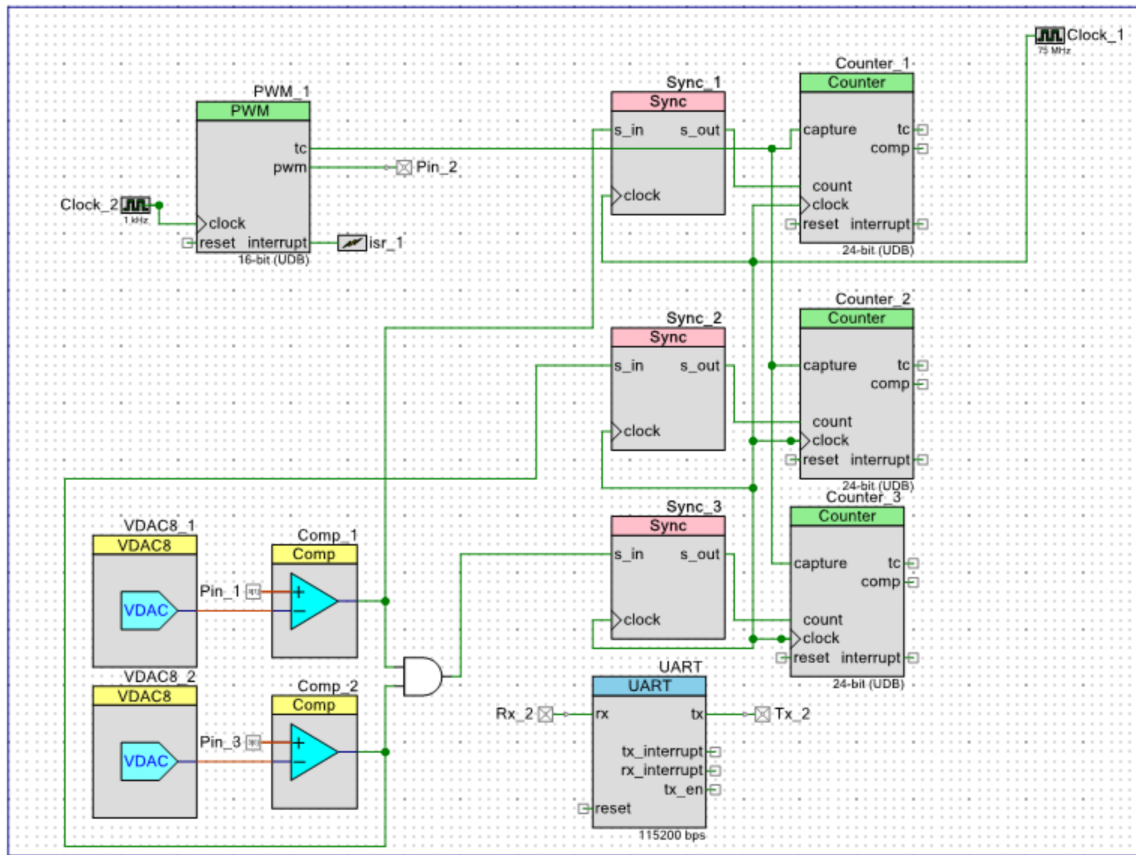 Clock_1
75 MHz
PWM_1
PWM
tc
pwm
clock
reset interrupt
16-bit (UDB)
Pin_2
Clock_2
1 kHz
isr_1
Sync_1
Sync
s_in s_out
clock
Counter_1
Counter
capture tc
comp
count
clock
reset interrupt
24-bit (UDB)
Sync_2
Sync
s_in s_out
clock
Counter_2
Counter
capture tc
comp
count
clock
reset interrupt
24-bit (UDB)
Sync_3
Sync
s_in s_out
clock
Counter_3
Counter
capture tc
comp
count
clock
reset interrupt
24-bit (UDB)
VDAC8_1
VDAC8
VDAC
Pin_1
Comp_1
Comp
+
−
VDAC8_2
VDAC8
VDAC
Pin_3
Comp_2
Comp
+
−
UART
UART
Rx_2
rx tx
Tx_2
tx_interrupt
rx_interrupt
tx_en
reset
115200 bps